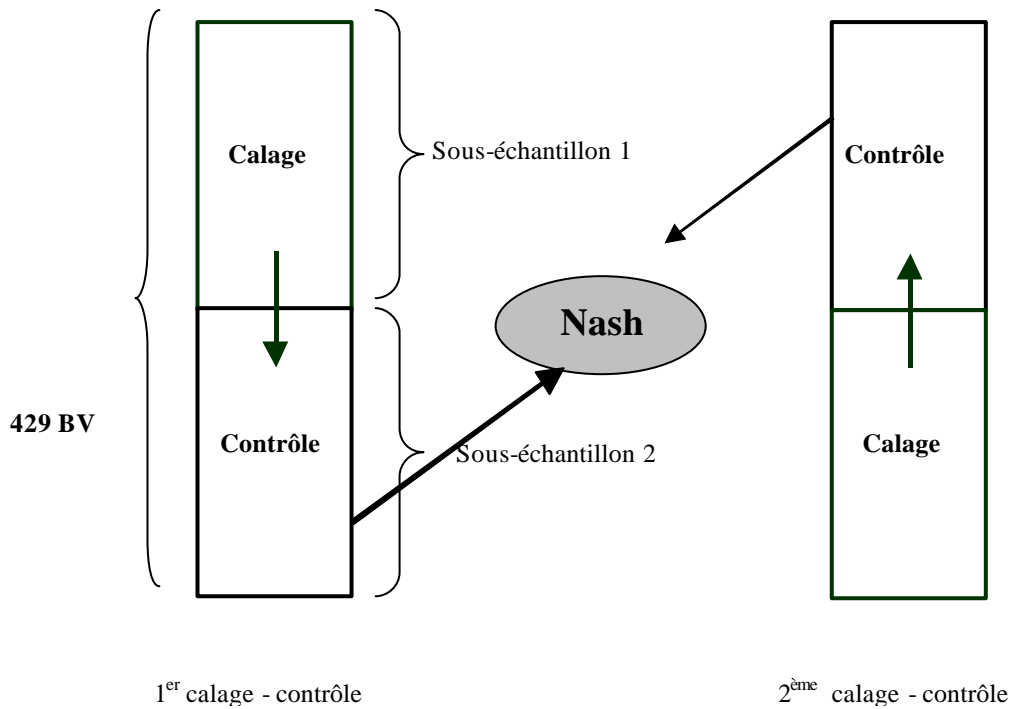 Calage
Sous-échantillon 1
Contrôle
Nash
429 BV
Contrôle
Sous-échantillon 2
Calage
1er calage - contrôle
2ème calage - contrôle